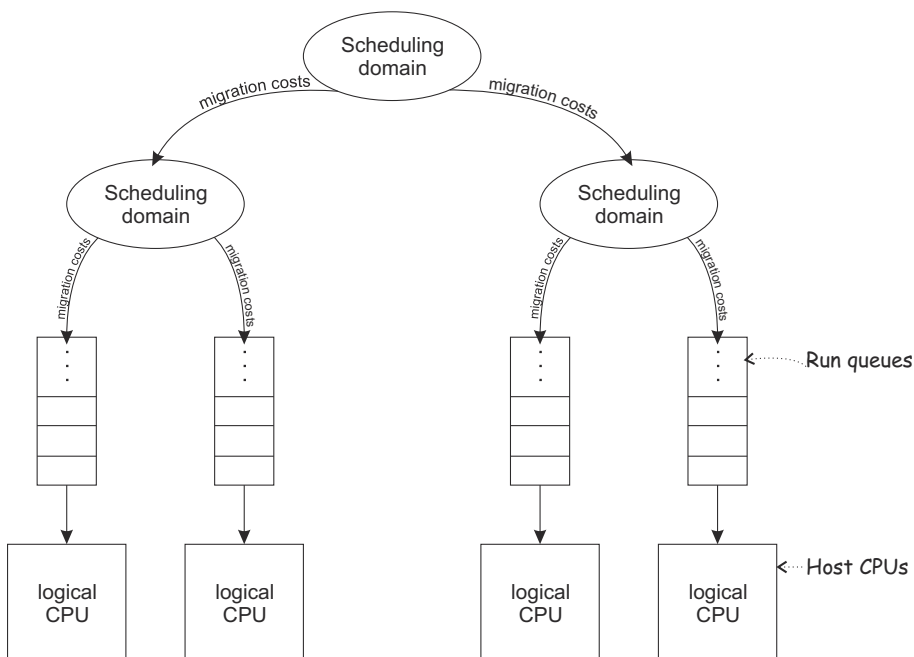 Scheduling
domain
migration costs
migration costs
Scheduling
domain
Scheduling
domain
migration costs
migration costs
migration costs
migration costs
Run queues
logical
CPU
logical
CPU
logical
CPU
logical
CPU
Host CPUs